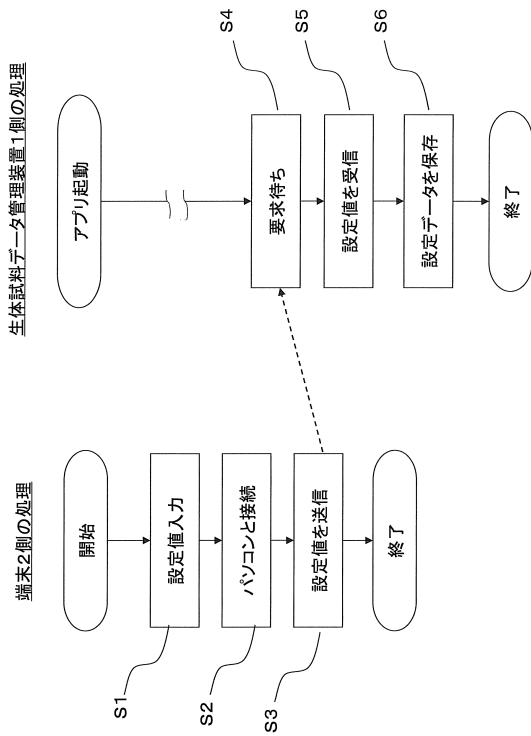 端末2側の処理
開始
設定値入力
S1
パソコンと接続
S2
設定値を送信
S3
終了
生体試料データ管理装置1側の処理
アプリ起動
要求待ち
S4
設定値を受信
S5
設定データを保存
S6
終了